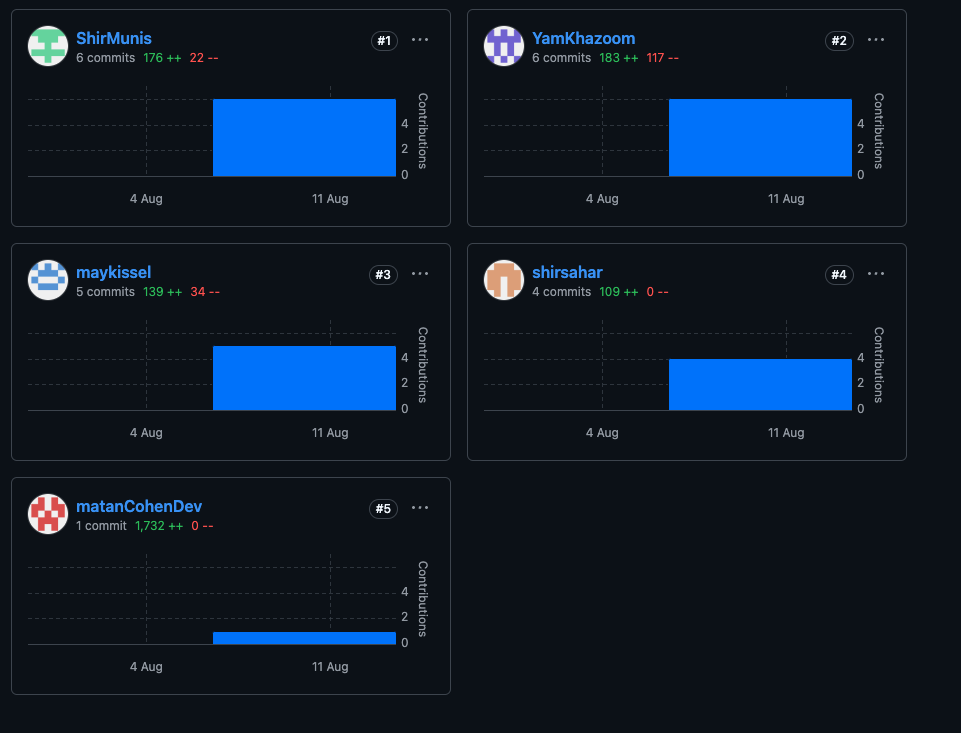 ShirMunis
#1
6 commits 176 ++ 22 --
Contributions
4
2
0
4 Aug 11 Aug
YamKhazoom
#2
6 commits 183 ++ 117 --
Contributions
4
2
0
4 Aug 11 Aug
maykissel
#3
5 commits 139 ++ 34 --
Contributions
4
2
0
4 Aug 11 Aug
shirsahar
#4
4 commits 109 ++ 0 --
Contributions
4
2
0
4 Aug 11 Aug
matanCohenDev
#5
1 commit 1,732 ++ 0 --
Contributions
4
2
0
4 Aug 11 Aug